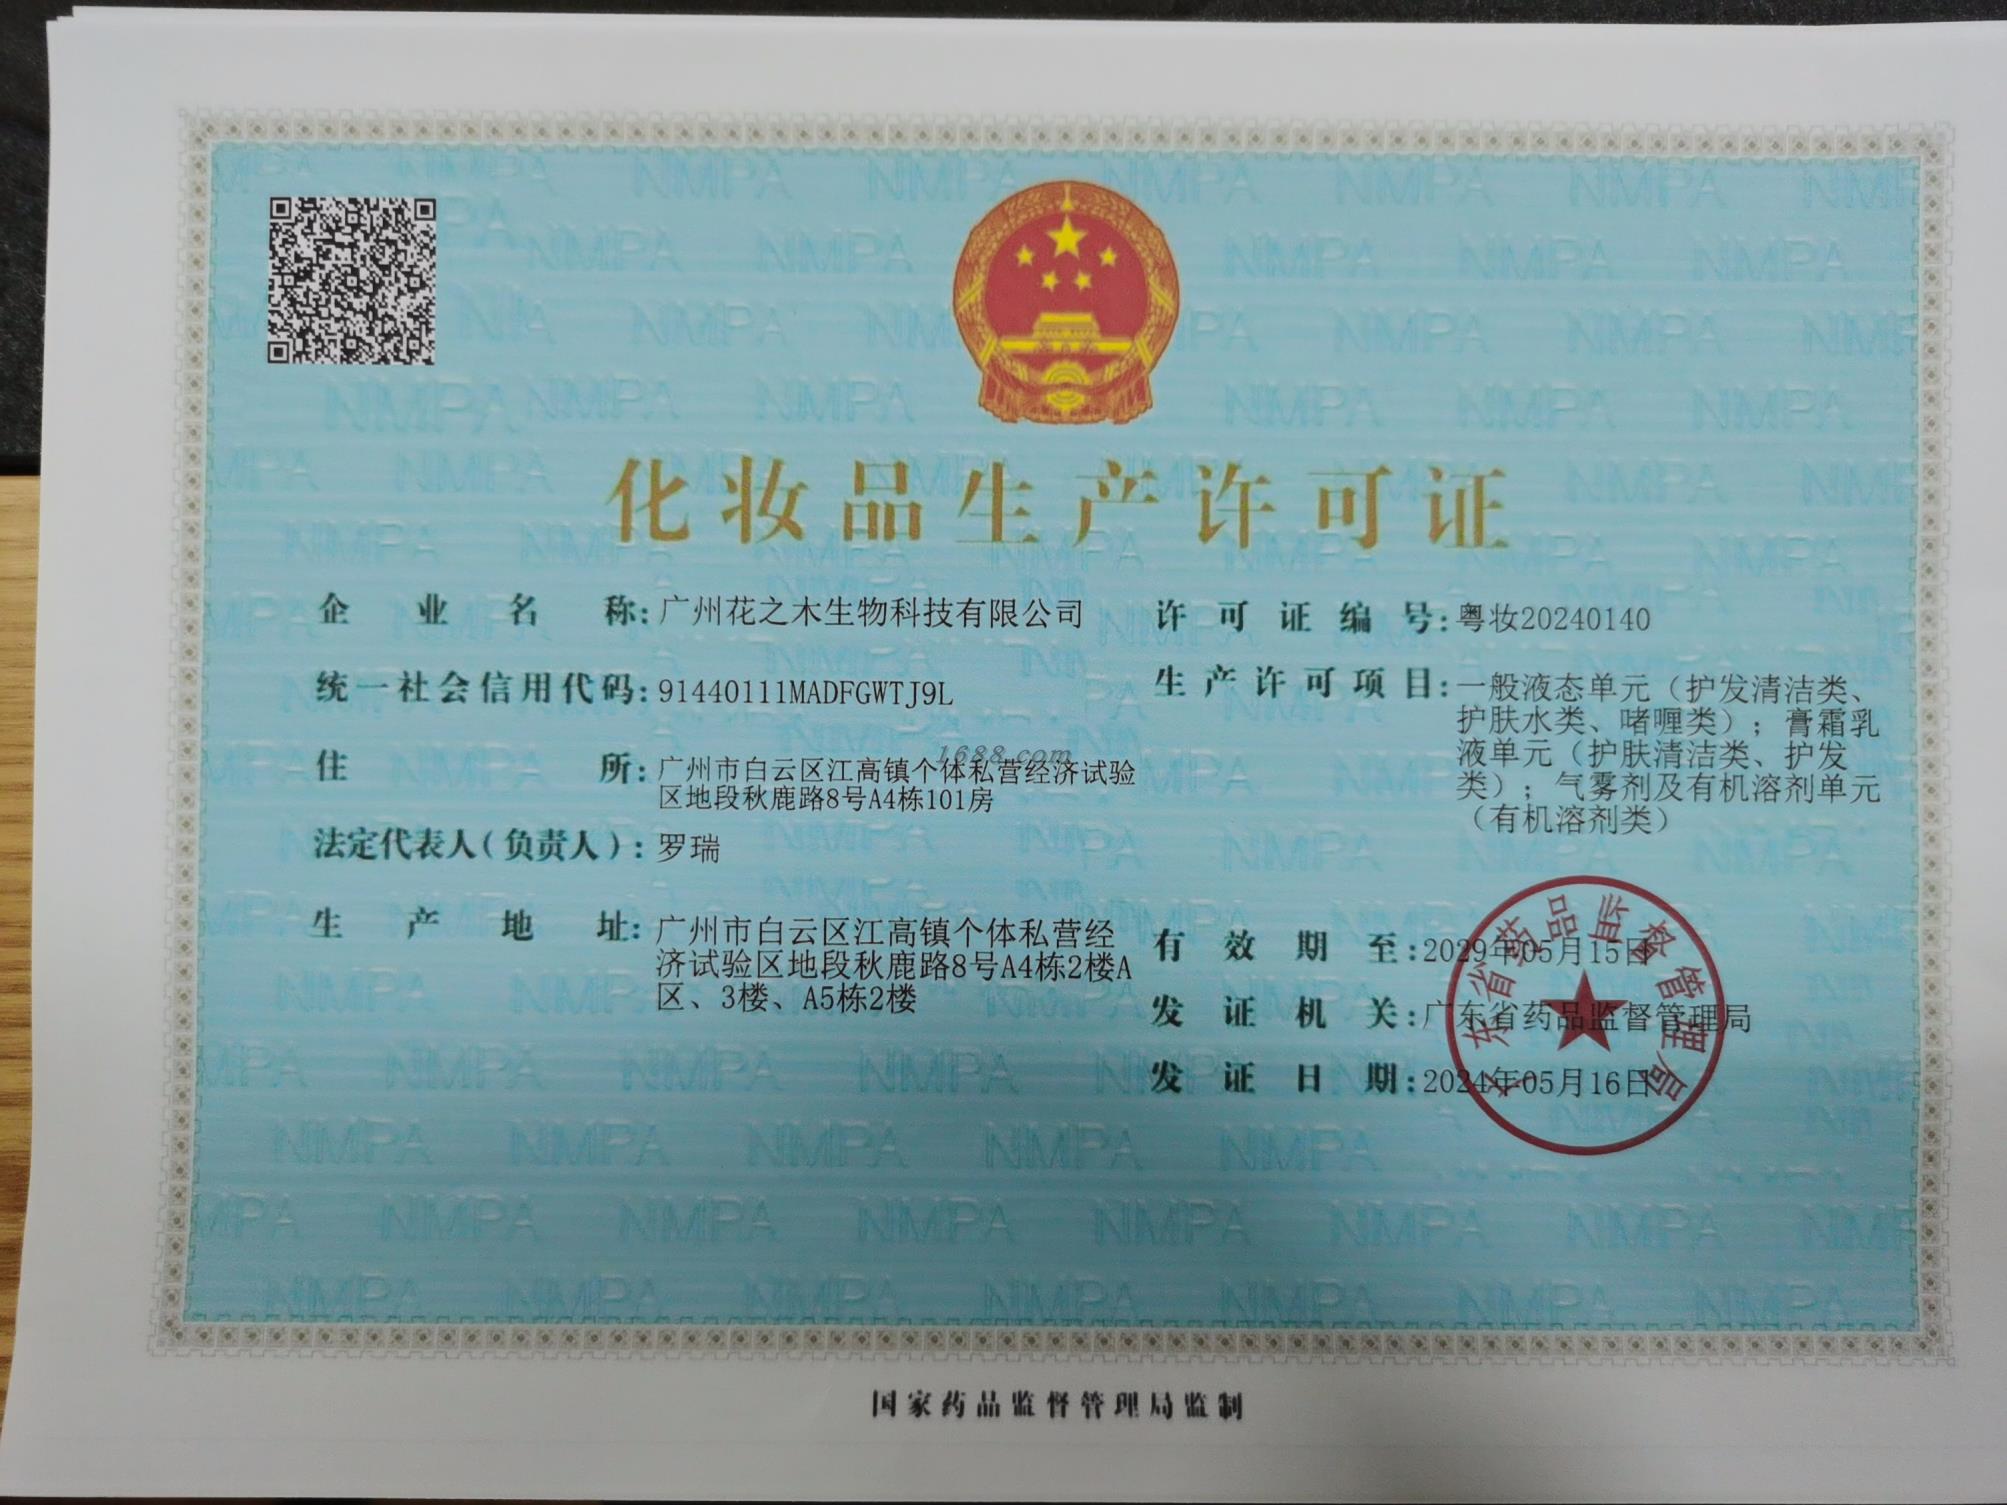 化妆品生产许可证
企业名称：广州花之木生物科技有限公司
统一社会信用代码：91440111MADFGWTJ9L
1688.com
住所：广州市白云区江高镇个体私营经济试验
区地段秋鹿路8号A4栋101房
法定代表人（负责人）：罗瑞
生产地址：广州市白云区江高镇个体私营经
济试验区地段秋鹿路8号A4栋2楼A
区、3楼、A5栋2楼
许可证编号：粤妆20240140
生产许可项目：一般液态单元（护发清洁类、
护肤水类、啫喱类）；膏霜乳
液单元（护肤清洁类、护发
类）；气雾剂及有机溶剂单元
（有机溶剂类）
有效期至：2029年05月15日
发证机关：广东省药品监督管理局
发证日期：2024年05月16日
广东省药品监督管理局
国家药品监督管理局监制
NMPA